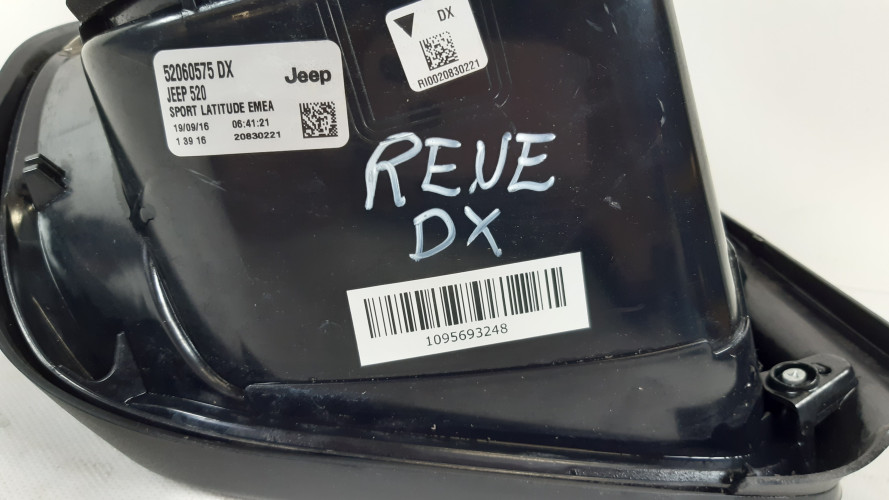 52060575 DX
Jeep
JEEP 520
SPORT LATITUDE EMEA
19/09/16 06:41:21
1 39 16 20830221
DX
RI0020830221
RENE
DX
1095693248